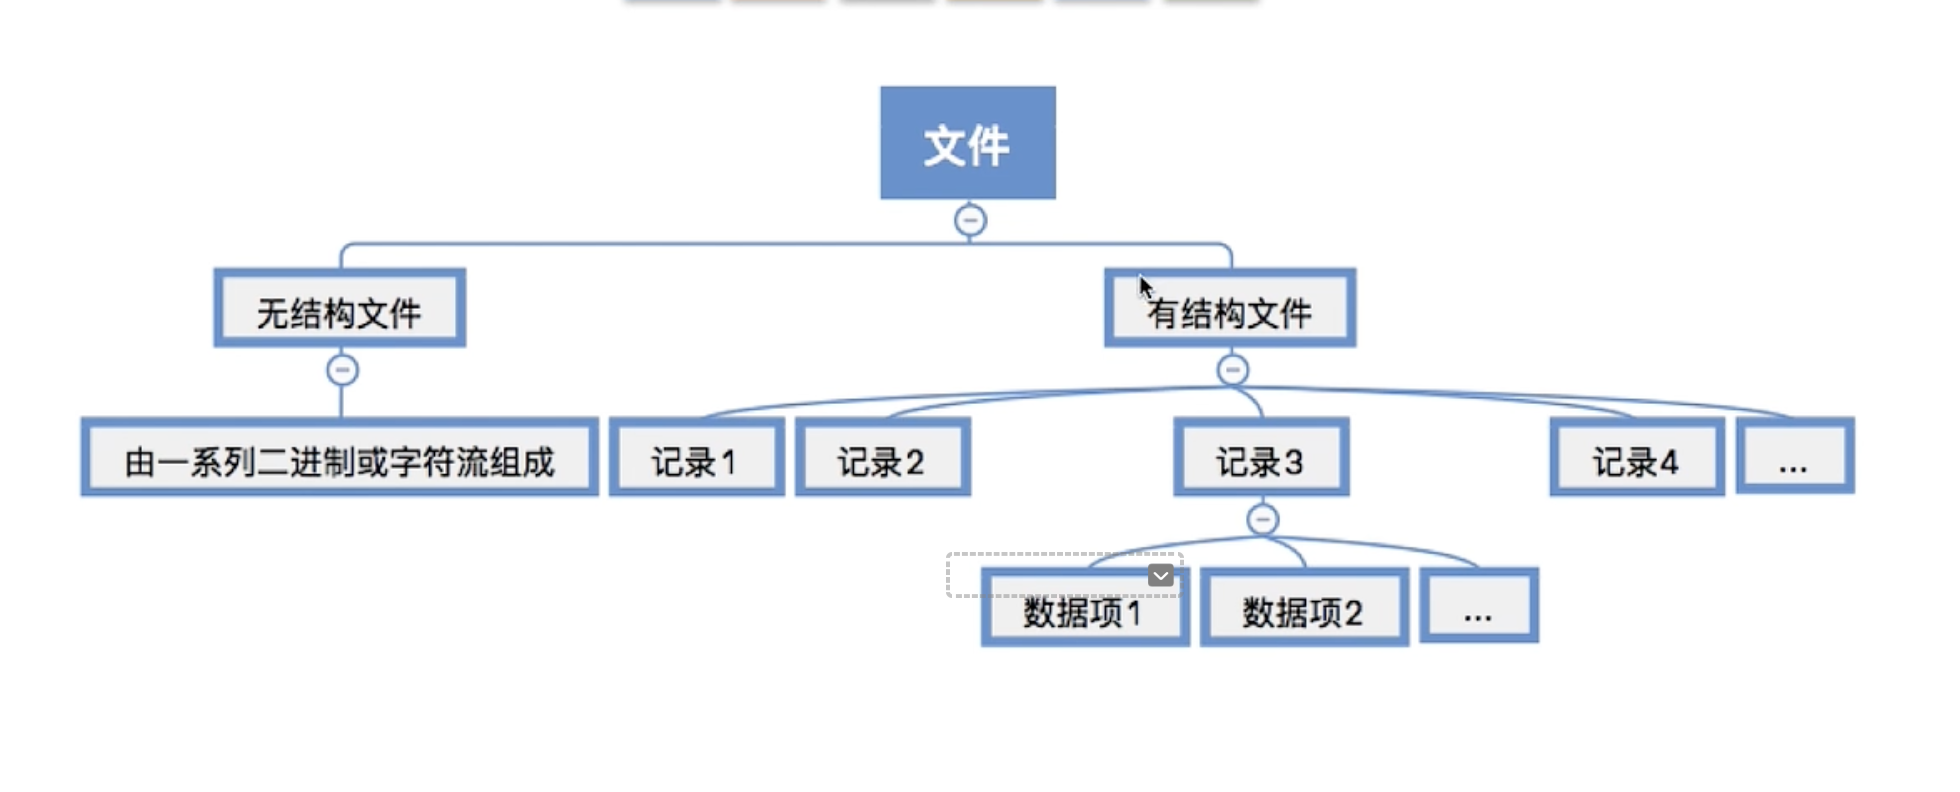 文件
无结构文件
有结构文件
由一系列二进制或字符流组成
记录1
记录2
记录3
记录4
...
数据项1
数据项2
...